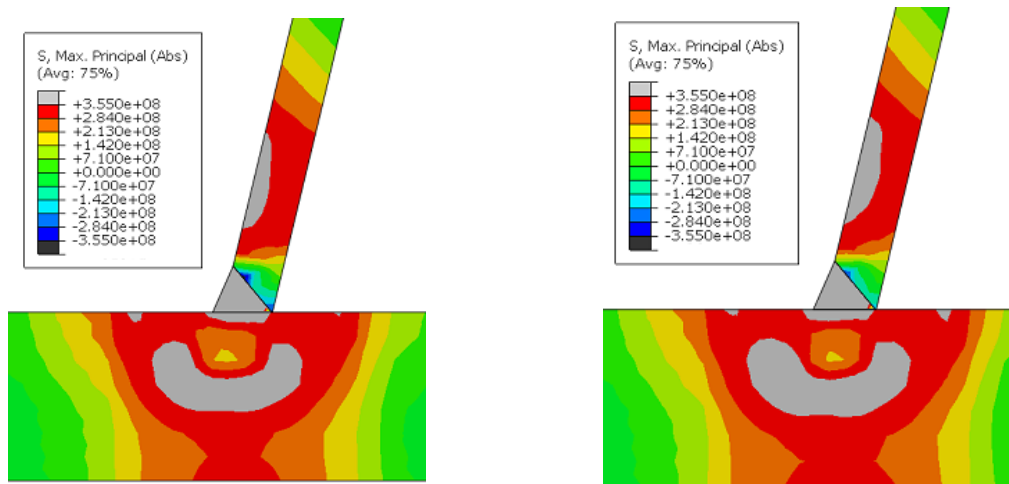 S, Max. Principal (Abs)
(Avg: 75%)
+3.550e+08
+2.840e+08
+2.130e+08
+1.420e+08
+7.100e+07
+0.000e+00
-7.100e+07
-1.420e+08
-2.130e+08
-2.840e+08
-3.550e+08
S, Max. Principal (Abs)
(Avg: 75%)
+3.550e+08
+2.840e+08
+2.130e+08
+1.420e+08
+7.100e+07
+0.000e+00
-7.100e+07
-1.420e+08
-2.130e+08
-2.840e+08
-3.550e+08